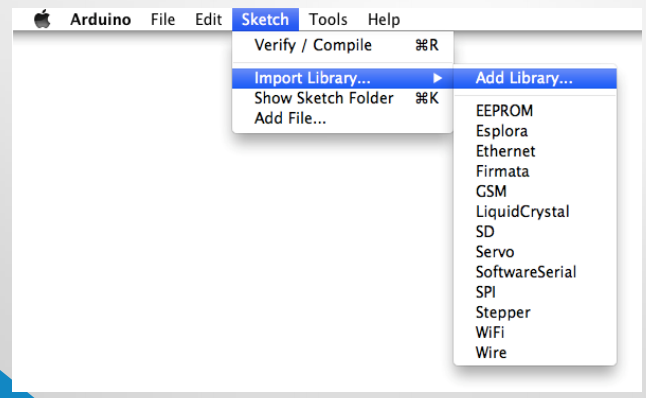 Arduino File Edit Sketch Tools Help
Verify / Compile ⌘R
Import Library... ▶ Add Library...
Show Sketch Folder ⌘K
Add File...
EEPROM
Esplora
Ethernet
Firmata
GSM
LiquidCrystal
SD
Servo
SoftwareSerial
SPI
Stepper
WiFi
Wire